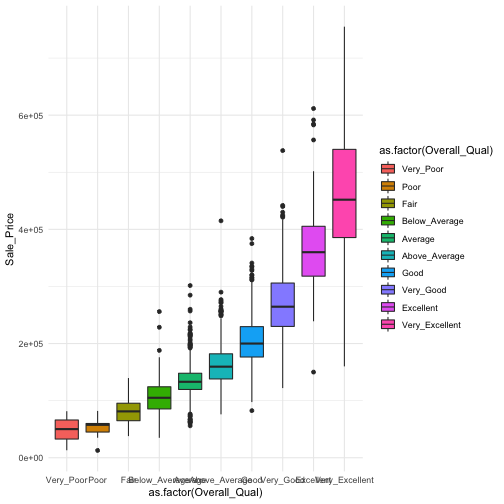 Sale_Price
6e+05
4e+05
2e+05
0e+00
Very_Poor Poor Fair Below_Average Average Above_Average Good Very_Good Excellent Very_Excellent
as.factor(Overall_Qual)
as.factor(Overall_Qual)
Very_Poor
Poor
Fair
Below_Average
Average
Above_Average
Good
Very_Good
Excellent
Very_Excellent